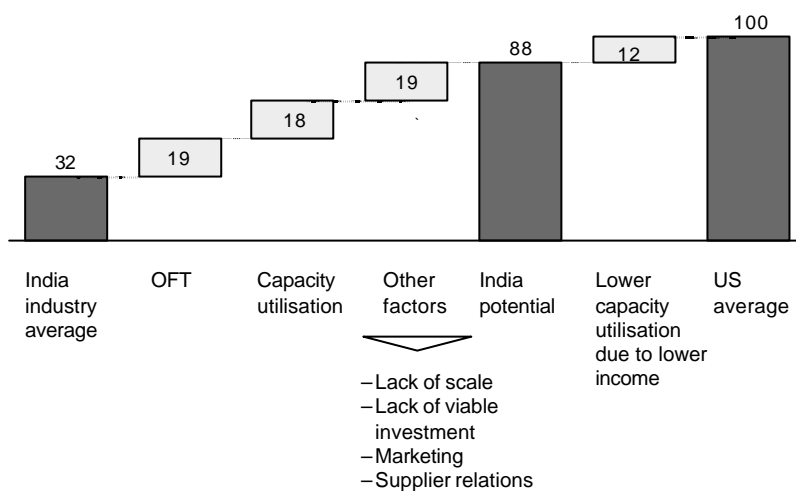 100
88
12
19
18
32
19
India
industry
average
OFT
Capacity
utilisation
Other
factors
India
potential
Lower
capacity
utilisation
due to lower
income
US
average
– Lack of scale
– Lack of viable
investment
– Marketing
– Supplier relations